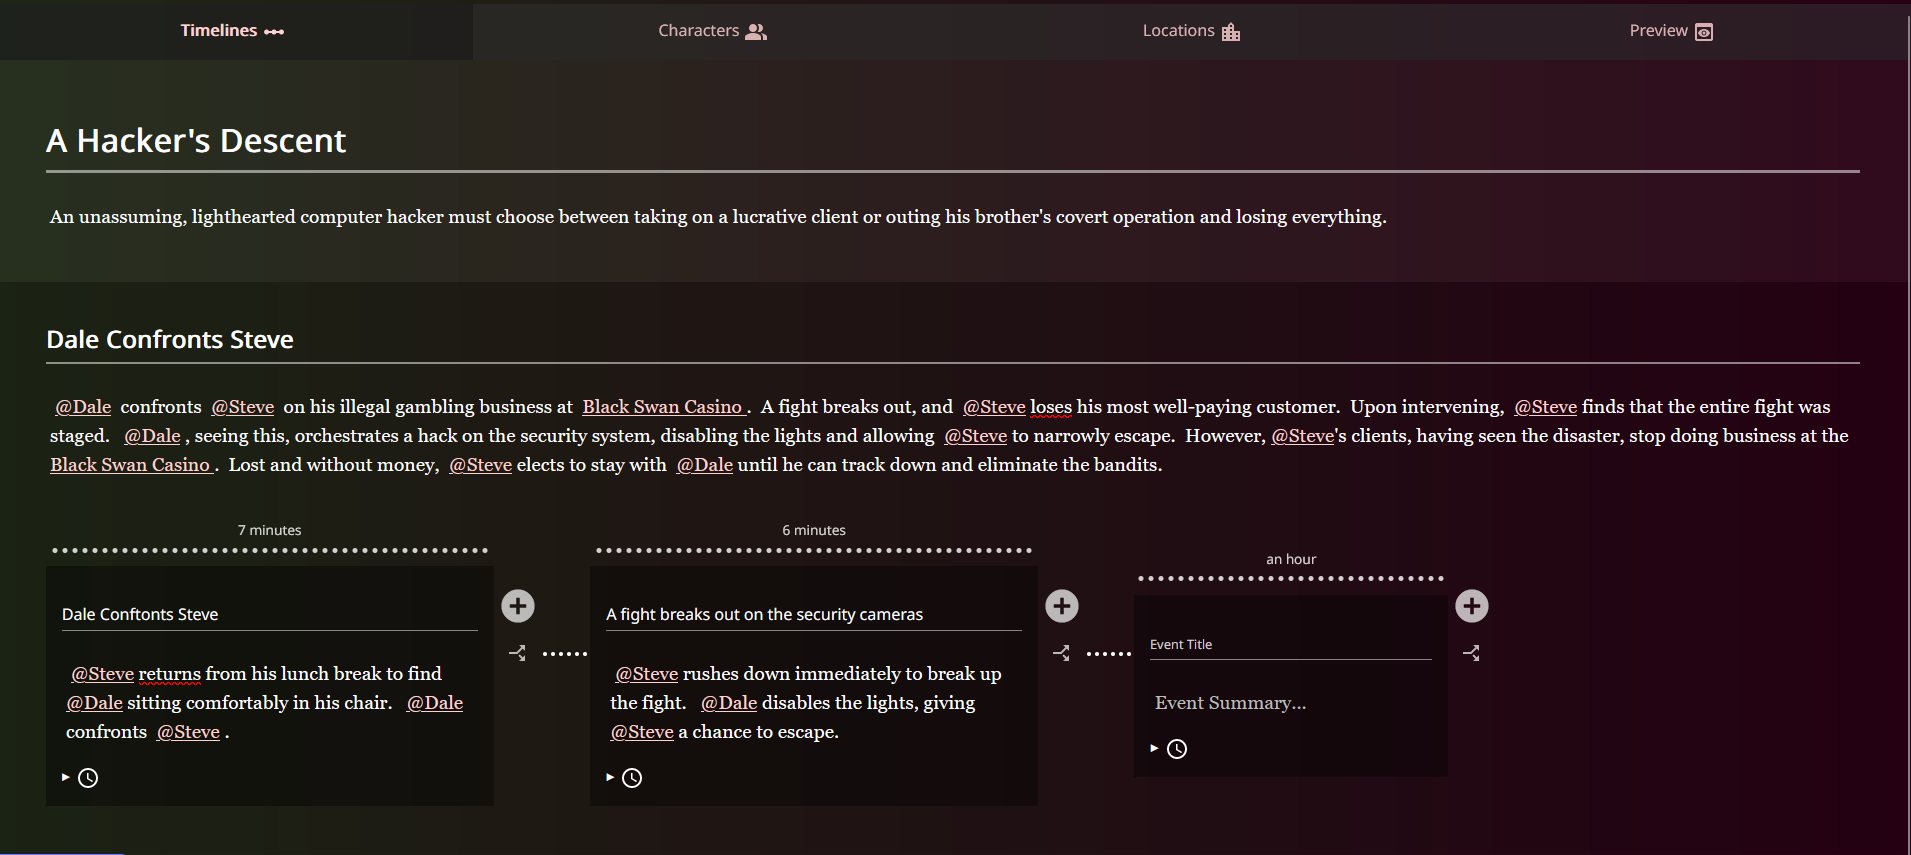 Timelines
Characters
Locations
Preview
A Hacker's Descent
An unassuming, lighthearted computer hacker must choose between taking on a lucrative client or outing his brother's covert operation and losing everything.
Dale Confronts Steve
@Dale confronts @Steve on his illegal gambling business at Black Swan Casino . A fight breaks out, and @Steve loses his most well-paying customer. Upon intervening, @Steve finds that the entire fight was
staged. @Dale , seeing this, orchestrates a hack on the security system, disabling the lights and allowing @Steve to narrowly escape. However, @Steve's clients, having seen the disaster, stop doing business at the
Black Swan Casino . Lost and without money, @Steve elects to stay with @Dale until he can track down and eliminate the bandits.
7 minutes
Dale Conftonts Steve
@Steve returns from his lunch break to find
@Dale sitting comfortably in his chair. @Dale
confronts @Steve .
6 minutes
A fight breaks out on the security cameras
@Steve rushes down immediately to break up
the fight. @Dale disables the lights, giving
@Steve a chance to escape.
an hour
Event Title
Event Summary...